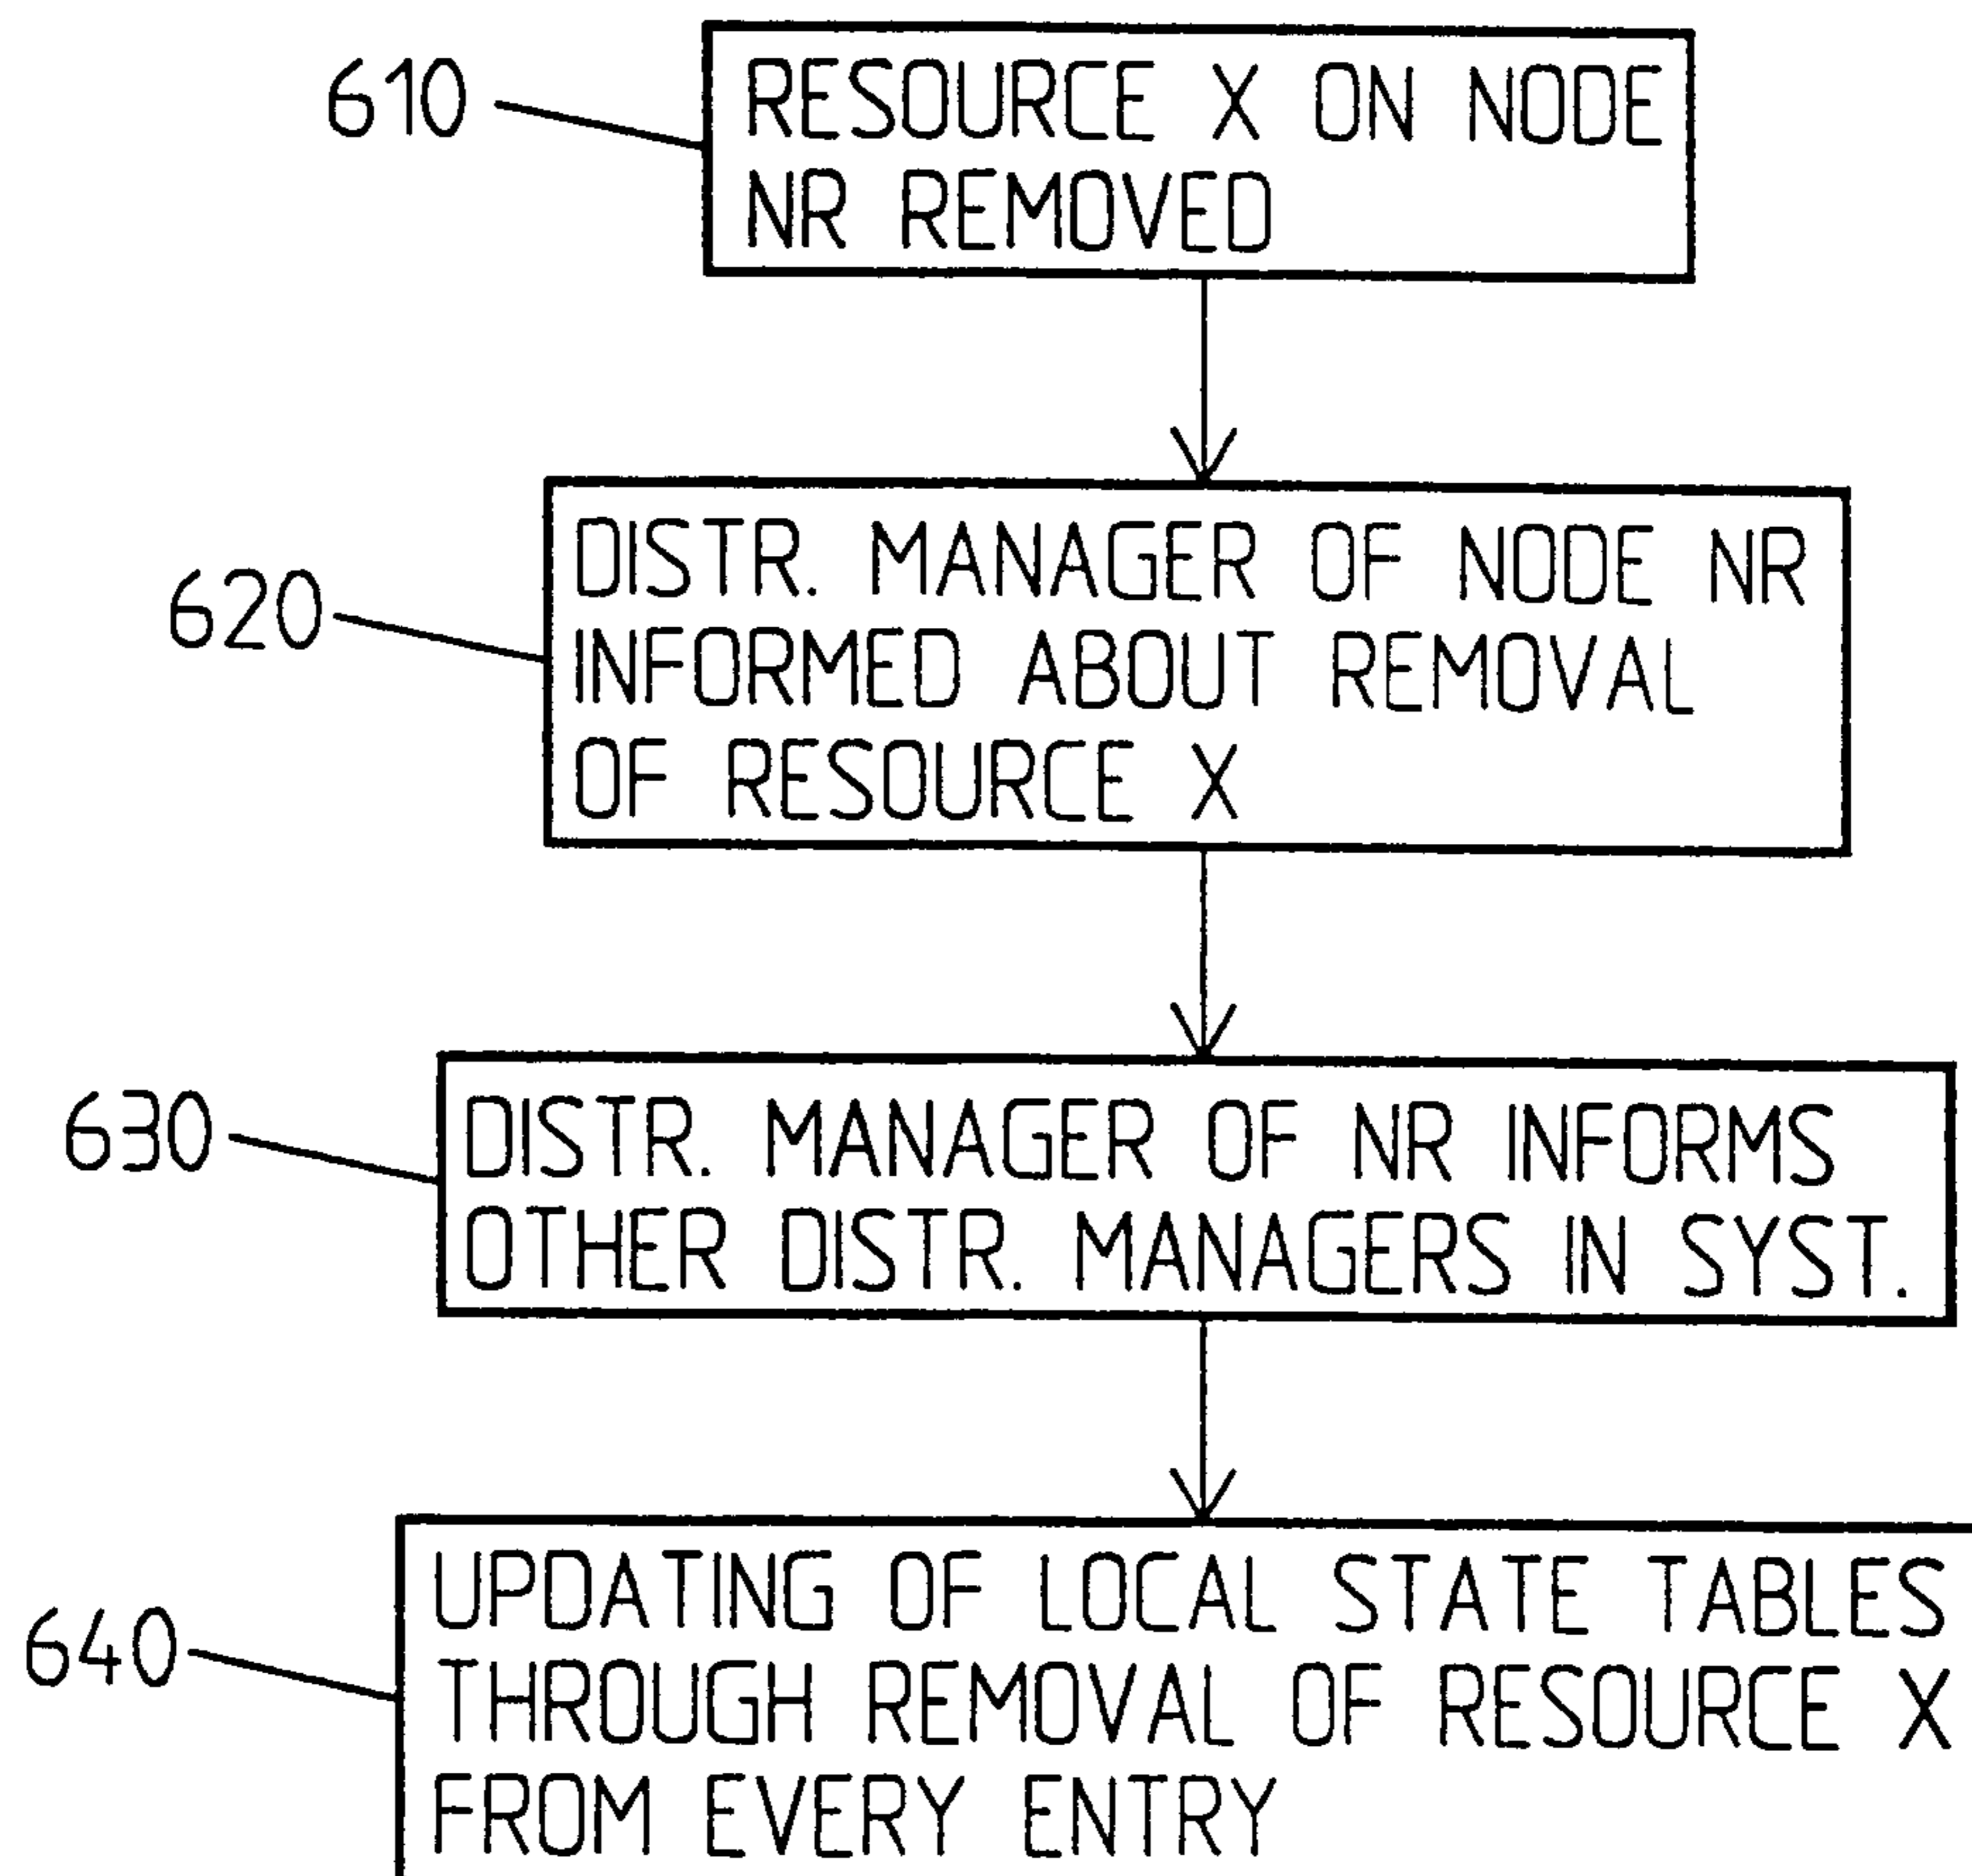 610
RESOURCE X ON NODE
NR REMOVED
620
DISTR. MANAGER OF NODE NR
INFORMED ABOUT REMOVAL
OF RESOURCE X
630
DISTR. MANAGER OF NR INFORMS
OTHER DISTR. MANAGERS IN SYST.
640
UPDATING OF LOCAL STATE TABLES
THROUGH REMOVAL OF RESOURCE X
FROM EVERY ENTRY